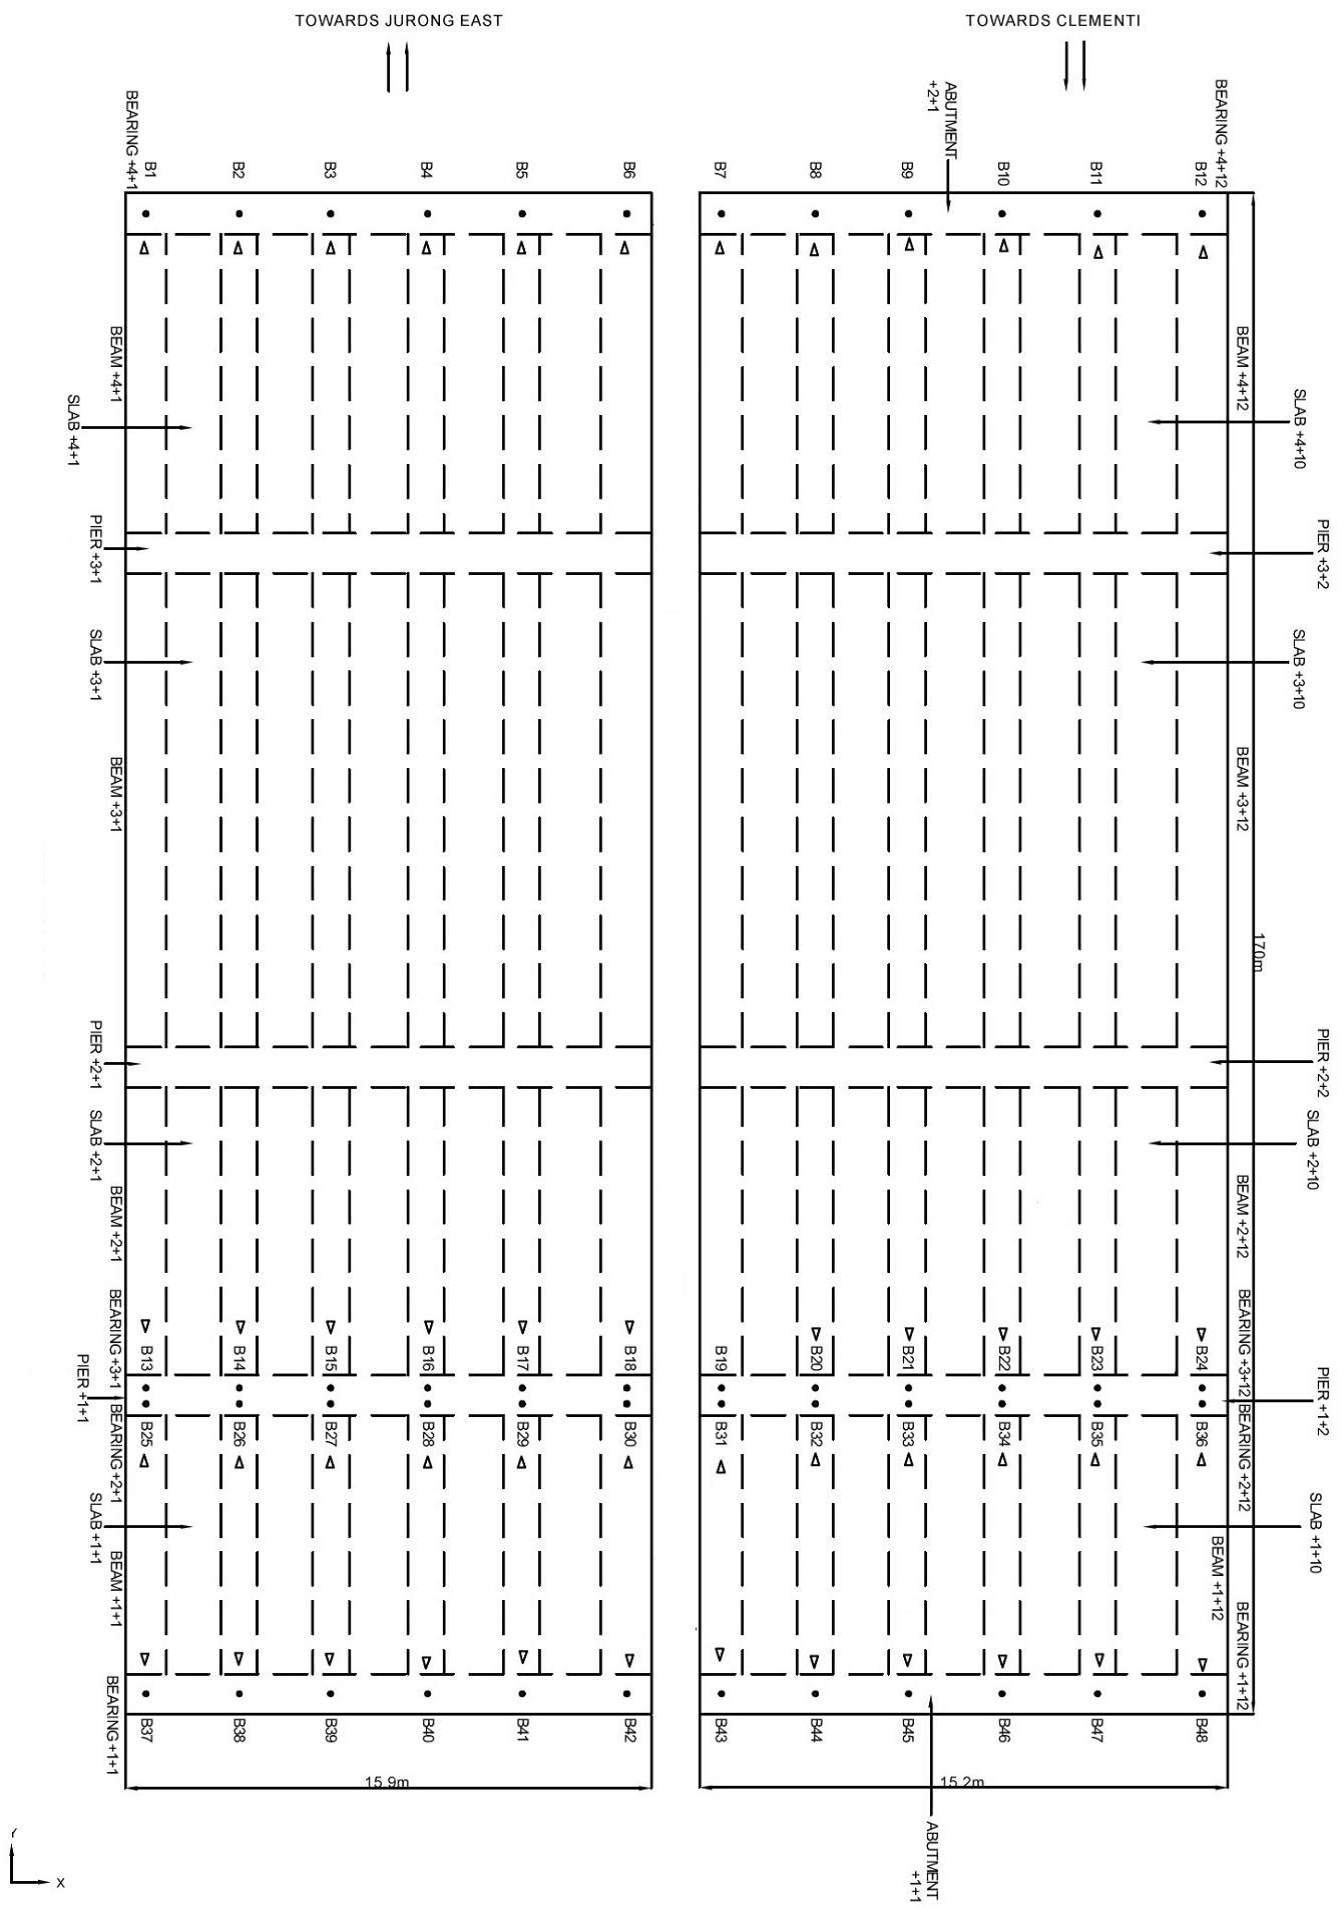 TOWARDS JURONG EAST
TOWARDS CLEMENTI
BEARING +4+1
ABUTMENT
+2+1
BEARING +4+12
B1
B2
B3
B4
B5
B6
B7
B8
B9
B10
B11
B12
BEAM +4+1
BEAM +4+12
SLAB +4+1
SLAB +4+10
PIER +3+1
PIER +3+2
SLAB +3+1
SLAB +3+10
BEAM +3+1
BEAM +3+12
170m
PIER +2+1
PIER +2+2
SLAB +2+1
SLAB +2+10
BEAM +2+1
BEAM +2+12
BEARING +3+1
BEARING +3+12
B13
B14
B15
B16
B17
B18
B19
B20
B21
B22
B23
B24
PIER +1+1
PIER +1+2
BEARING +2+1
BEARING +2+12
B25
B26
B27
B28
B29
B30
B31
B32
B33
B34
B35
B36
SLAB +1+1
SLAB +1+10
BEAM +1+1
BEAM +1+12
BEARING +1+1
BEARING +1+12
B37
B38
B39
B40
B41
B42
B43
B44
B45
B46
B47
B48
15.9m
15.2m
ABUTMENT
+1+1
Y
X